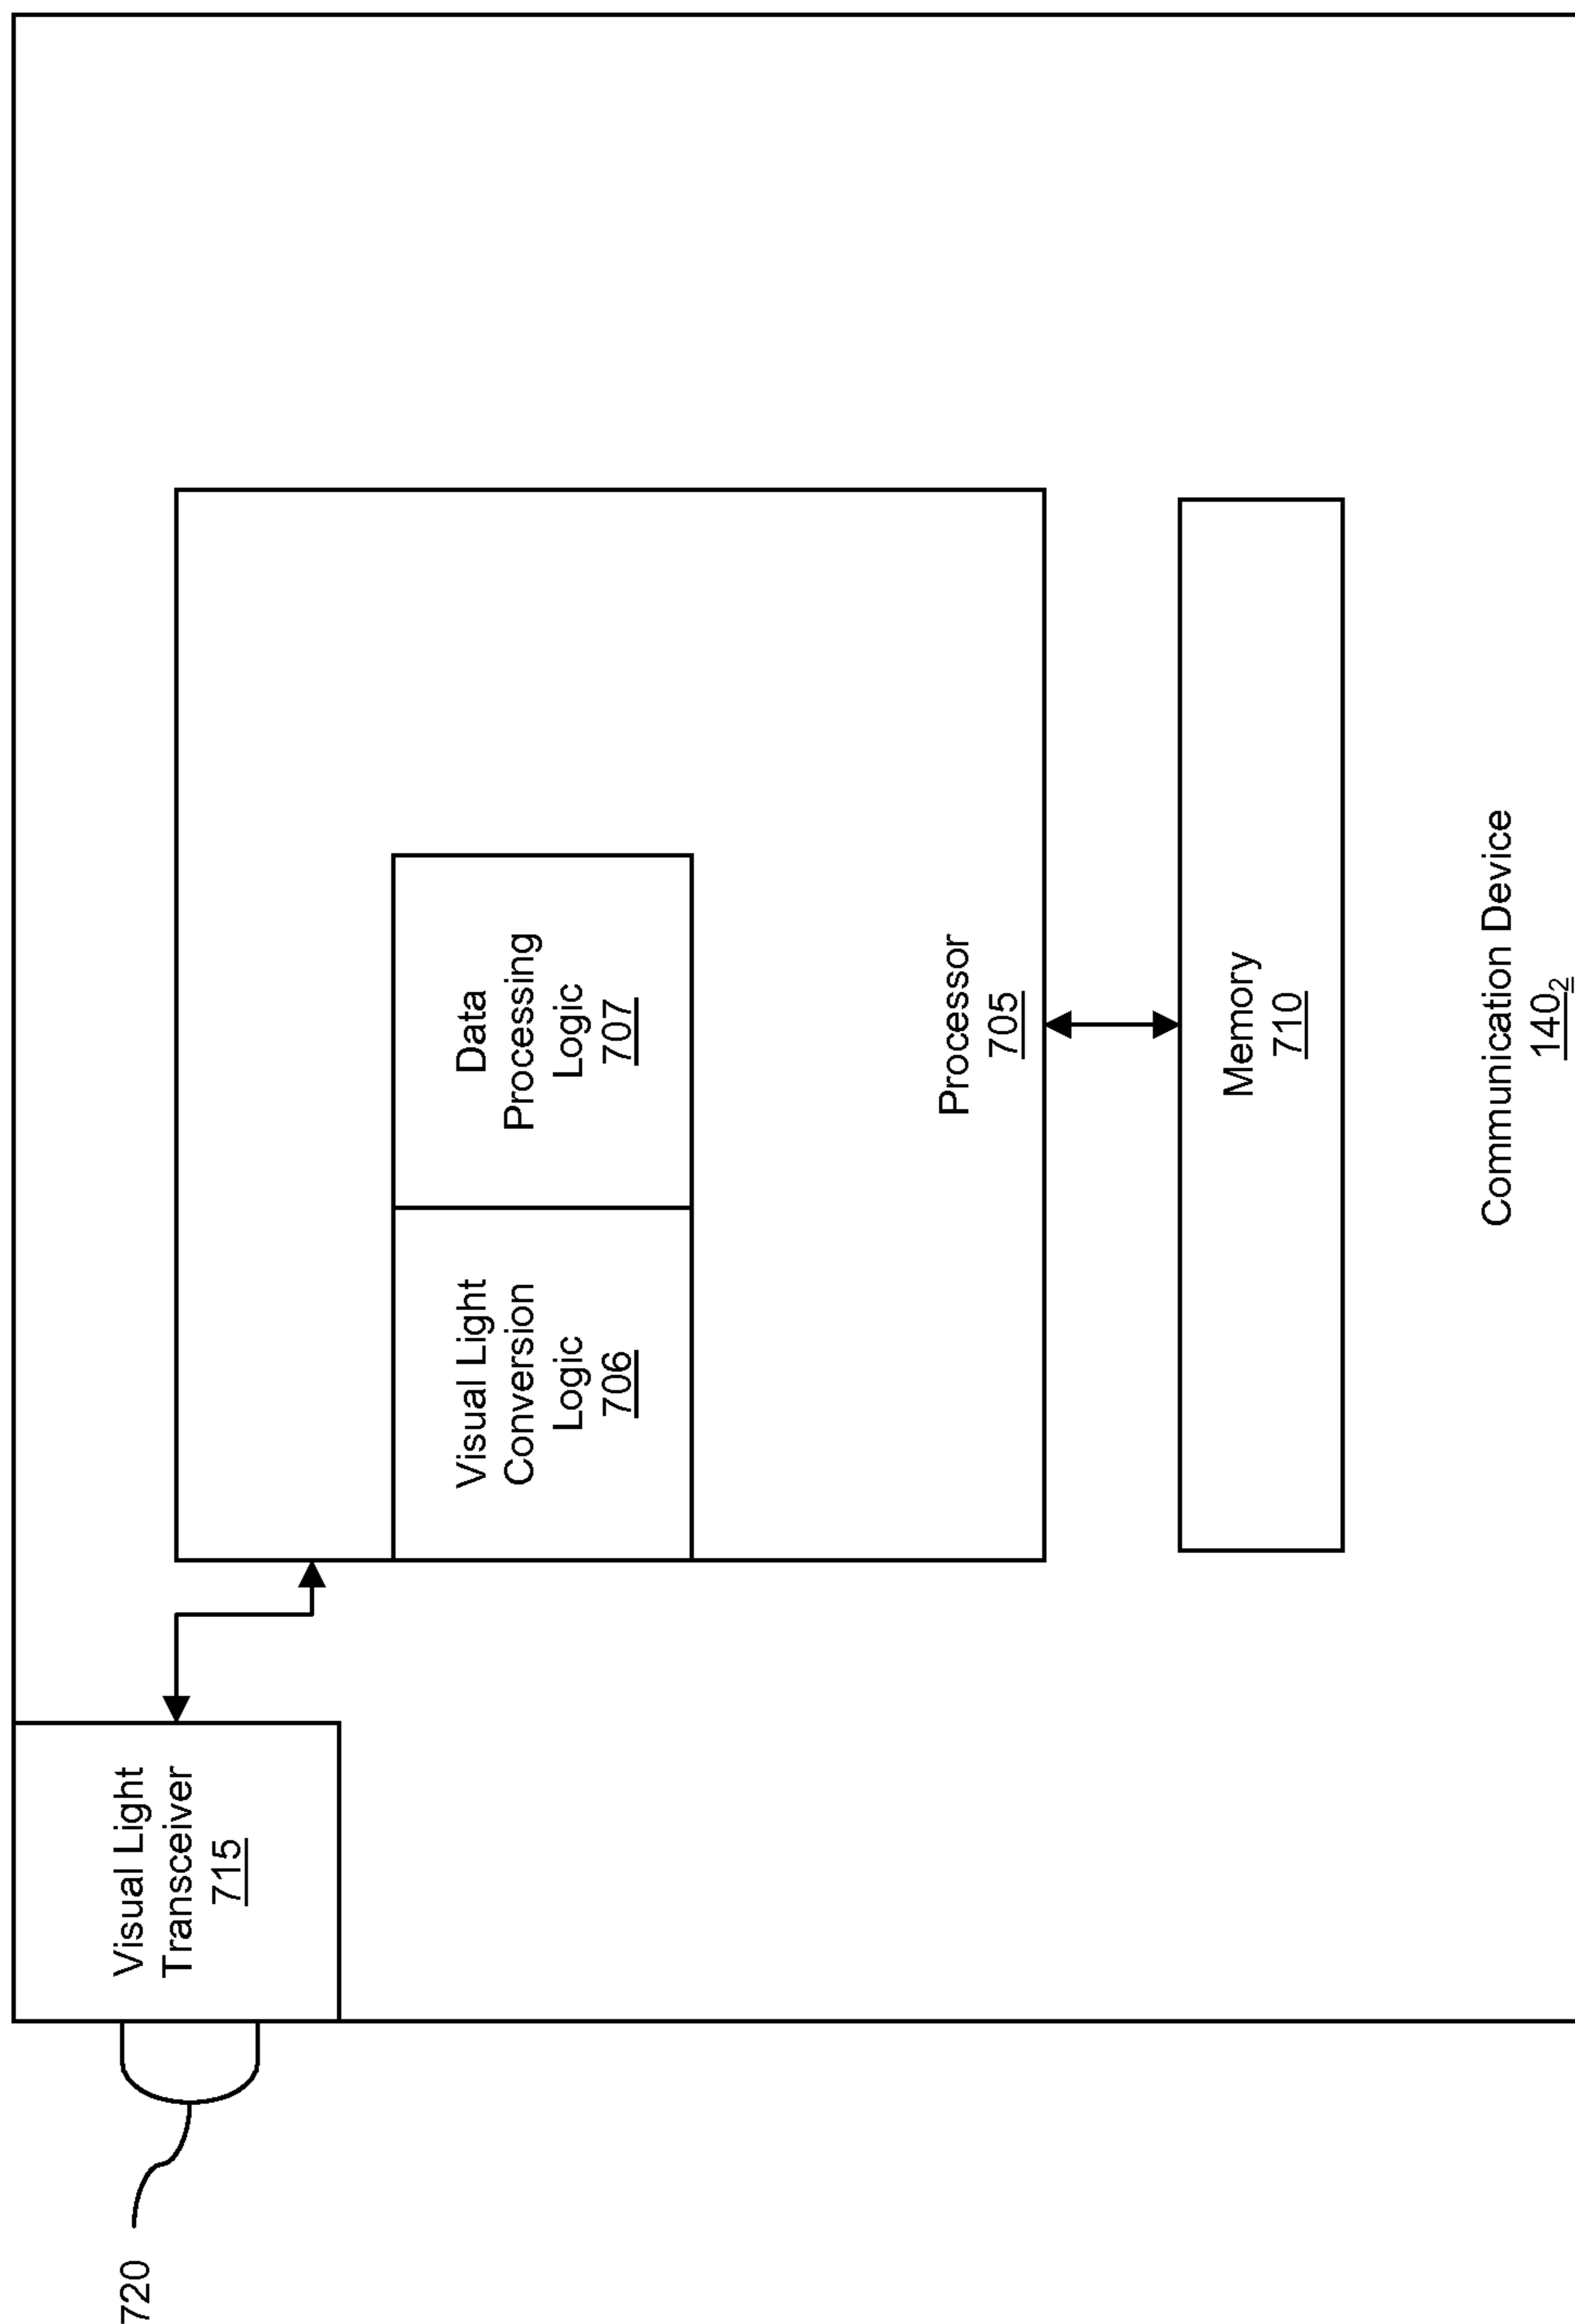 720
Visual Light
Transceiver
715
Visual Light
Conversion
Logic
706
Data
Processing
Logic
707
Processor
705
Memory
710
Communication Device
140₂